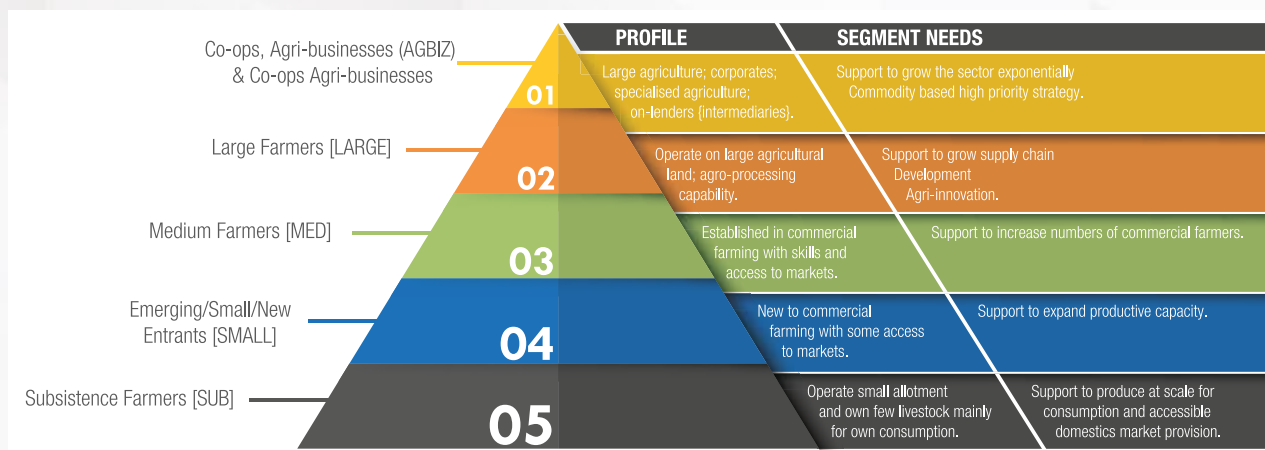 PROFILE
SEGMENT NEEDS
Co-ops, Agri-businesses (AGBIZ)
& Co-ops Agri-businesses
01
Large agriculture; corporates;
specialised agriculture;
on-lenders {intermediaries}.
Support to grow the sector exponentially
Commodity based high priority strategy.
Large Farmers [LARGE]
02
Operate on large agricultural
land; agro-processing
capability.
Support to grow supply chain
Development
Agri-innovation.
Medium Farmers [MED]
03
Established in commercial
farming with skills and
access to markets.
Support to increase numbers of commercial farmers.
Emerging/Small/New
Entrants [SMALL]
04
New to commercial
farming with some access
to markets.
Support to expand productive capacity.
Subsistence Farmers [SUB]
05
Operate small allotment
and own few livestock mainly
for own consumption.
Support to produce at scale for
consumption and accessible
domestics market provision.